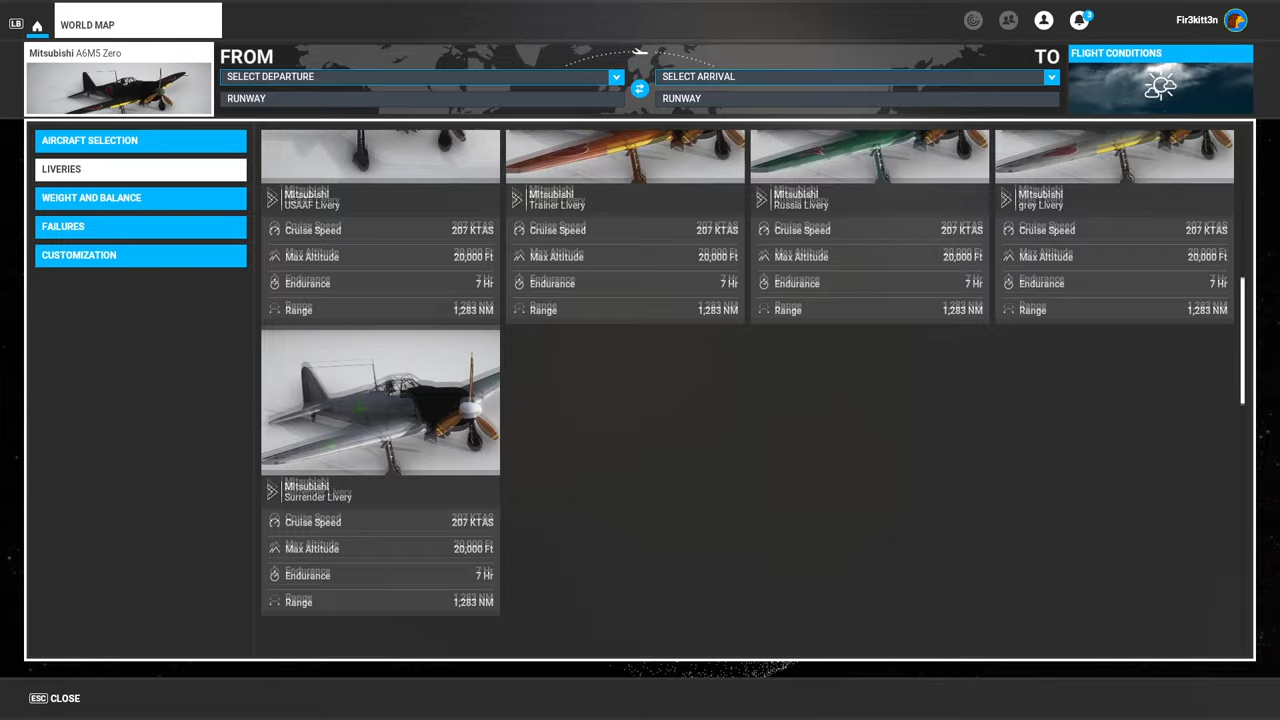 LB
WORLD MAP
3
Fir3kitt3n
Mitsubishi A6M5 Zero
FROM
TO
SELECT DEPARTURE
SELECT ARRIVAL
RUNWAY
RUNWAY
FLIGHT CONDITIONS
AIRCRAFT SELECTION
LIVERIES
WEIGHT AND BALANCE
FAILURES
CUSTOMIZATION
Mitsubishi
USAAF Livery
Cruise Speed 207 KTAS
Max Altitude 20,000 Ft
Endurance 7 Hr
Range 1,283 NM
Mitsubishi
Trainer Livery
Cruise Speed 207 KTAS
Max Altitude 20,000 Ft
Endurance 7 Hr
Range 1,283 NM
Mitsubishi
Russia Livery
Cruise Speed 207 KTAS
Max Altitude 20,000 Ft
Endurance 7 Hr
Range 1,283 NM
Mitsubishi
grey Livery
Cruise Speed 207 KTAS
Max Altitude 20,000 Ft
Endurance 7 Hr
Range 1,283 NM
Mitsubishi
Surrender Livery
Cruise Speed 207 KTAS
Max Altitude 20,000 Ft
Endurance 7 Hr
Range 1,283 NM
ESC CLOSE